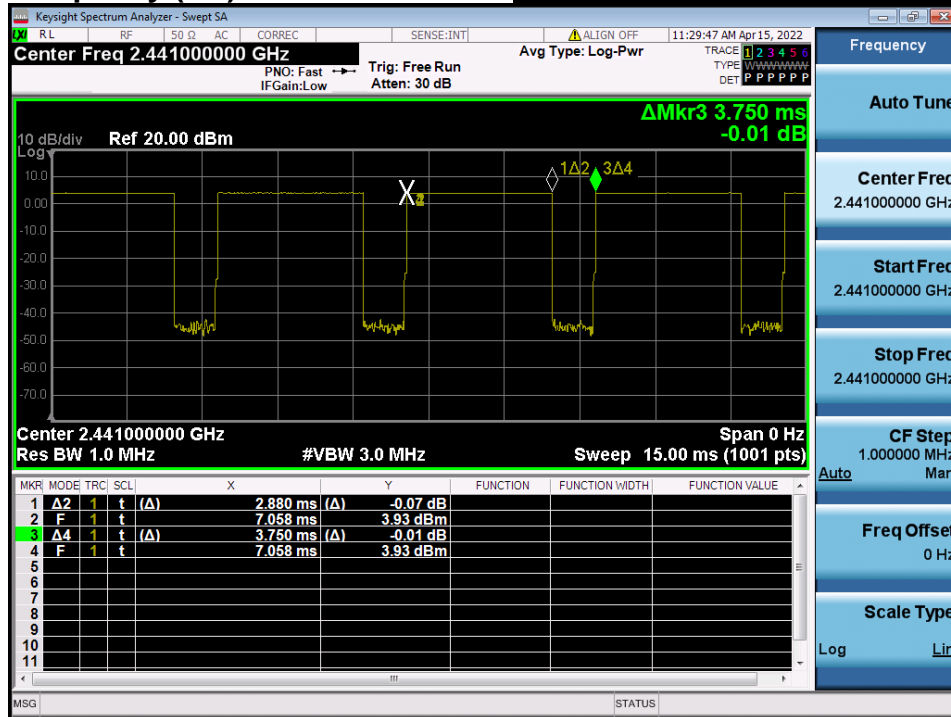 Keysight Spectrum Analyzer - Swept SA
LXI RL RF 50 Ω AC CORREC SENSE:INT ALIGN OFF 11:29:47 AM Apr 15, 2022
Center Freq 2.441000000 GHz
PNO: Fast
IFGain:Low
Trig: Free Run
Atten: 30 dB
Avg Type: Log-Pwr
TRACE 1 2 3 4 5 6
TYPE WWWWWW
DET P P P P P P
ΔMkr3 3.750 ms
-0.01 dB
10 dB/div Ref 20.00 dBm
Log
10.0
0.00
-10.0
-20.0
-30.0
-40.0
-50.0
-60.0
-70.0
1Δ2 3Δ4
X
Center 2.441000000 GHz Span 0 Hz
Res BW 1.0 MHz #VBW 3.0 MHz Sweep 15.00 ms (1001 pts)
MKR MODE TRC SCL X Y FUNCTION FUNCTION WIDTH FUNCTION VALUE
1 Δ2 1 t (Δ) 2.880 ms (Δ) -0.07 dB
2 F 1 t 7.058 ms 3.93 dBm
3 Δ4 1 t (Δ) 3.750 ms (Δ) -0.01 dB
4 F 1 t 7.058 ms 3.93 dBm
5
6
7
8
9
10
11
MSG STATUS
Frequency
Auto Tune
Center Freq
2.441000000 GHz
Start Freq
2.441000000 GHz
Stop Freq
2.441000000 GHz
CF Step
1.000000 MHz
Auto Man
Freq Offset
0 Hz
Scale Type
Log Lin